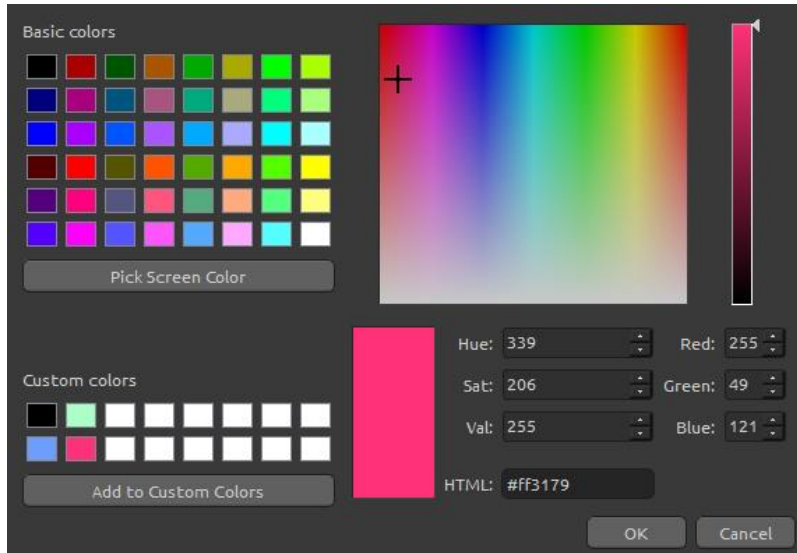 Basic colors
Pick Screen Color
Custom colors
Add to Custom Colors
Hue: 339 Red: 255
Sat: 206 Green: 49
Val: 255 Blue: 121
HTML: #ff3179
OK Cancel